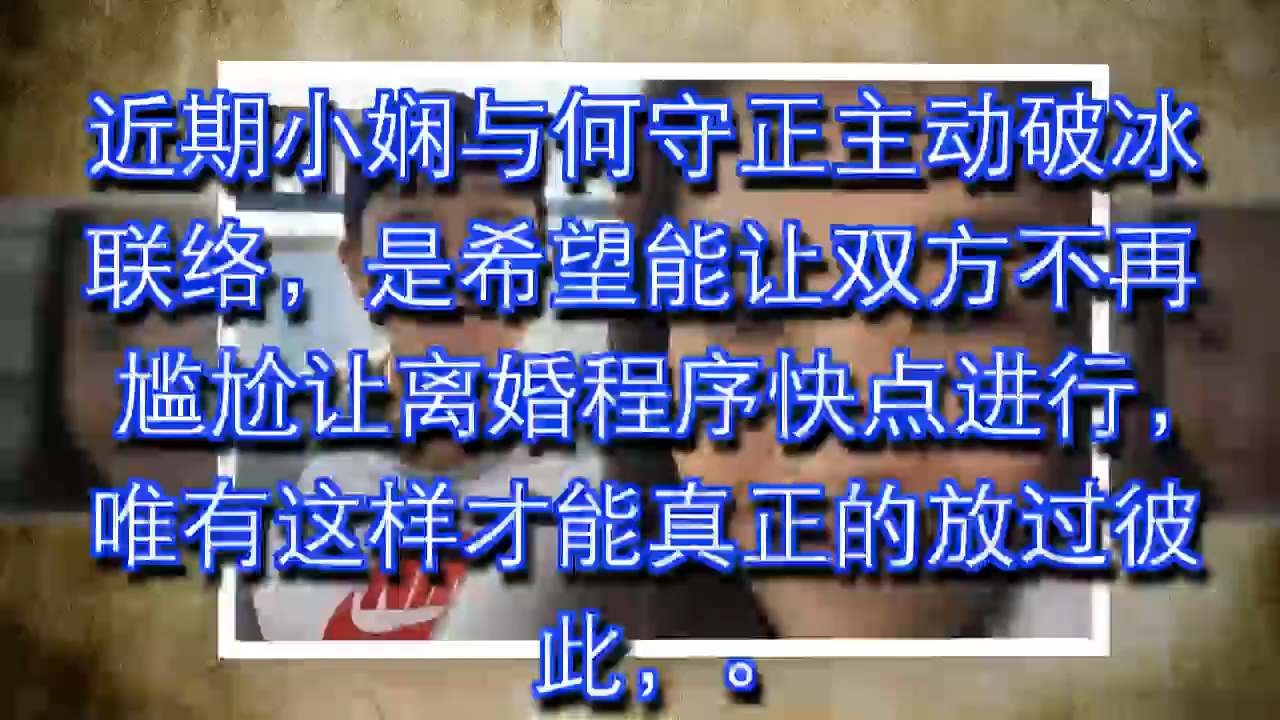 近期小娴与何守正主动破冰
联络，是希望能让双方不再
尴尬让离婚程序快点进行，
唯有这样才能真正的放过彼
此，。